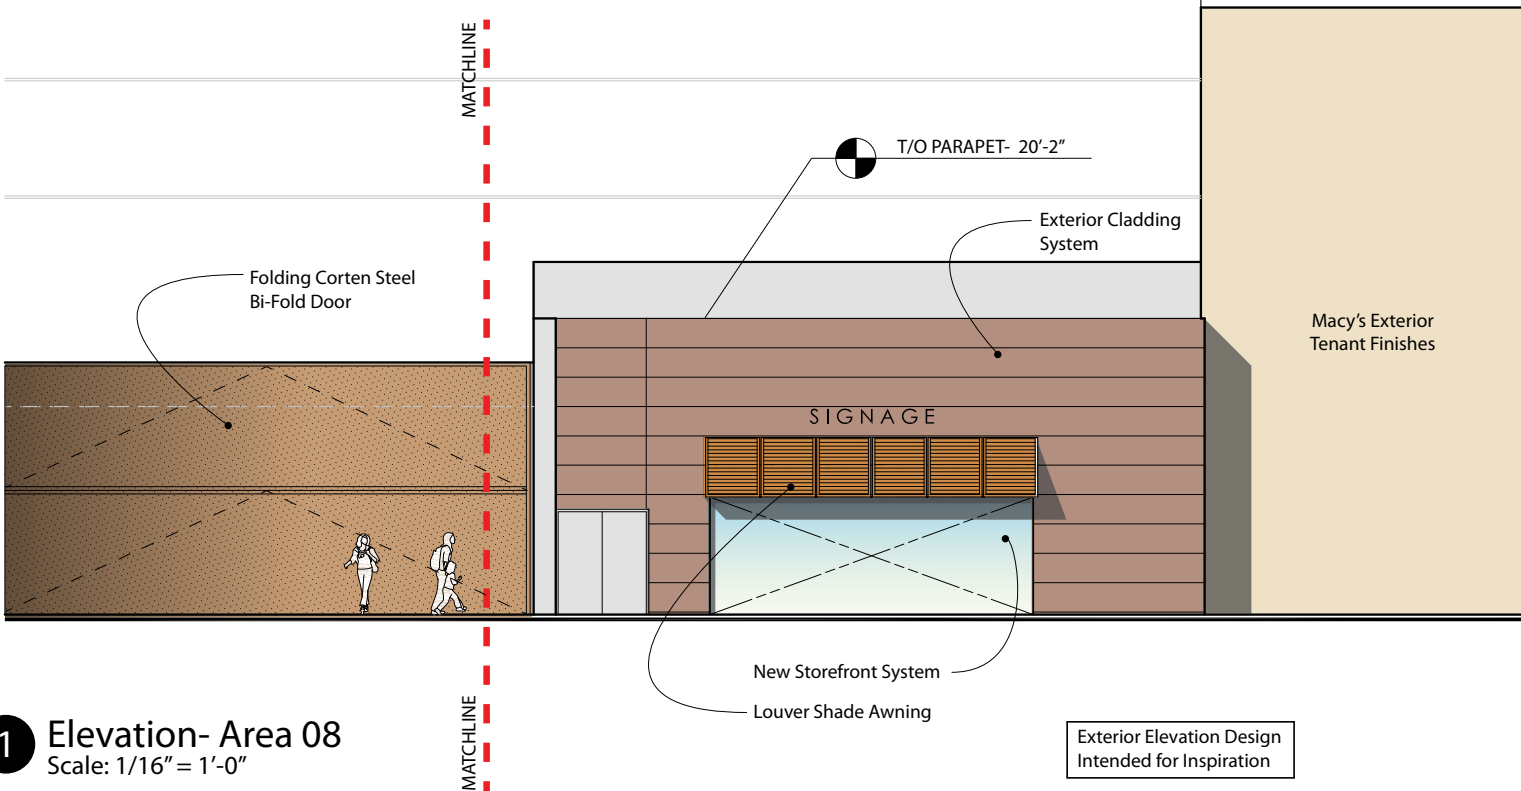 MATCHLINE
T/O PARAPET- 20'-2"
Exterior Cladding
System
Folding Corten Steel
Bi-Fold Door
Macy's Exterior
Tenant Finishes
SIGNAGE
New Storefront System
Louver Shade Awning
MATCHLINE
1
Elevation- Area 08
Scale: 1/16" = 1'-0"
Exterior Elevation Design
Intended for Inspiration